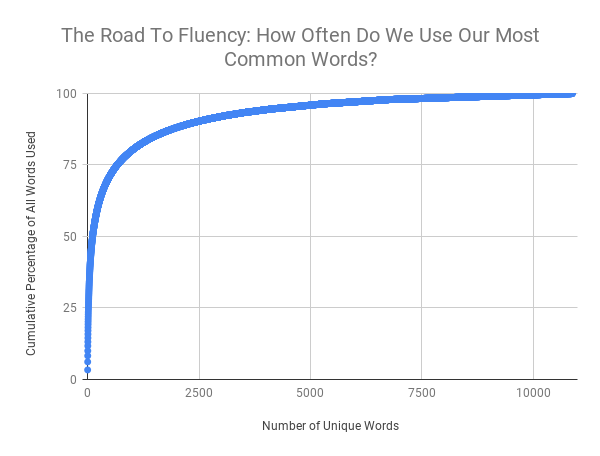 The Road To Fluency: How Often Do We Use Our Most
Common Words?
Cumulative Percentage of All Words Used
100
75
50
25
0
0 2500 5000 7500 10000
Number of Unique Words